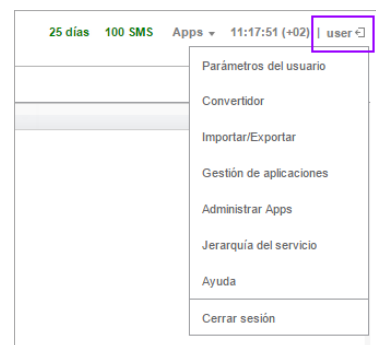 25 días 100 SMS Apps 11:17:51 (+02) | user
Parámetros del usuario
Convertidor
Importar/Exportar
Gestión de aplicaciones
Administrar Apps
Jerarquía del servicio
Ayuda
Cerrar sesión